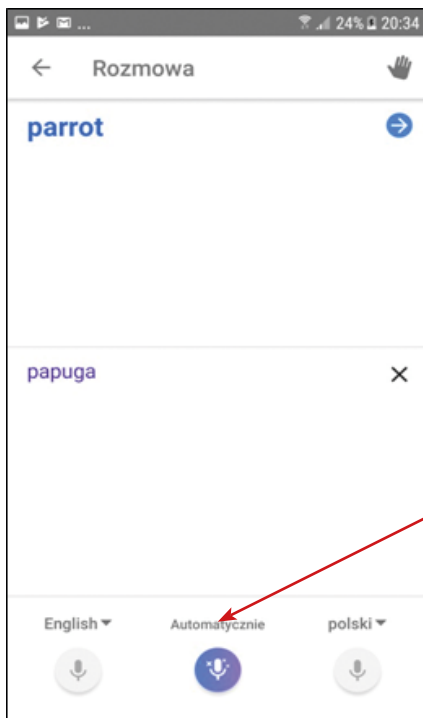 ... 24% 20:34
Rozmowa
parrot
papuga
English Automatycznie polski